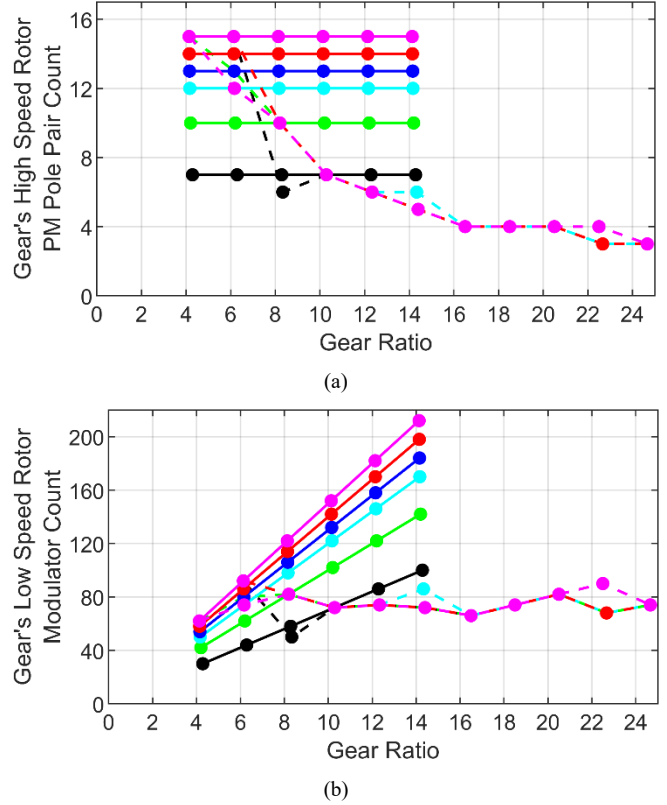 16
12
8
4
0
Gear's High Speed Rotor
PM Pole Pair Count
0 2 4 6 8 10 12 14 16 18 20 22 24
Gear Ratio
(a)
200
160
120
80
40
0
Gear's Low Speed Rotor
Modulator Count
0 2 4 6 8 10 12 14 16 18 20 22 24
Gear Ratio
(b)